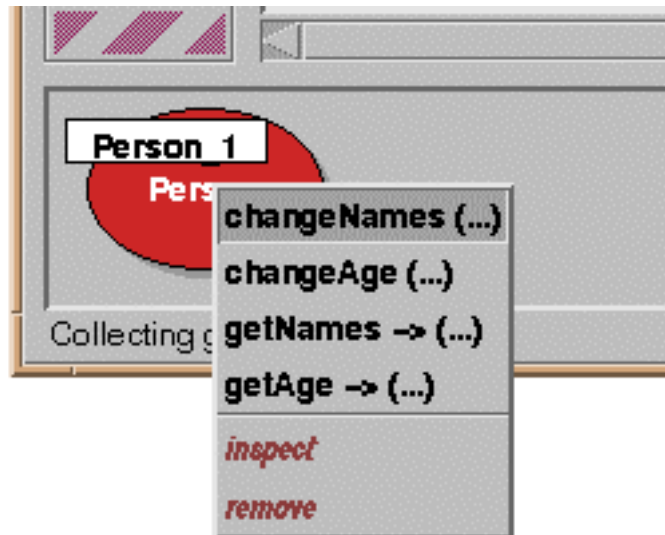 Person_1
Pers
changeNames (...)
changeAge (...)
Collecting g
getNames -> (...)
getAge -> (...)
inspect
remove